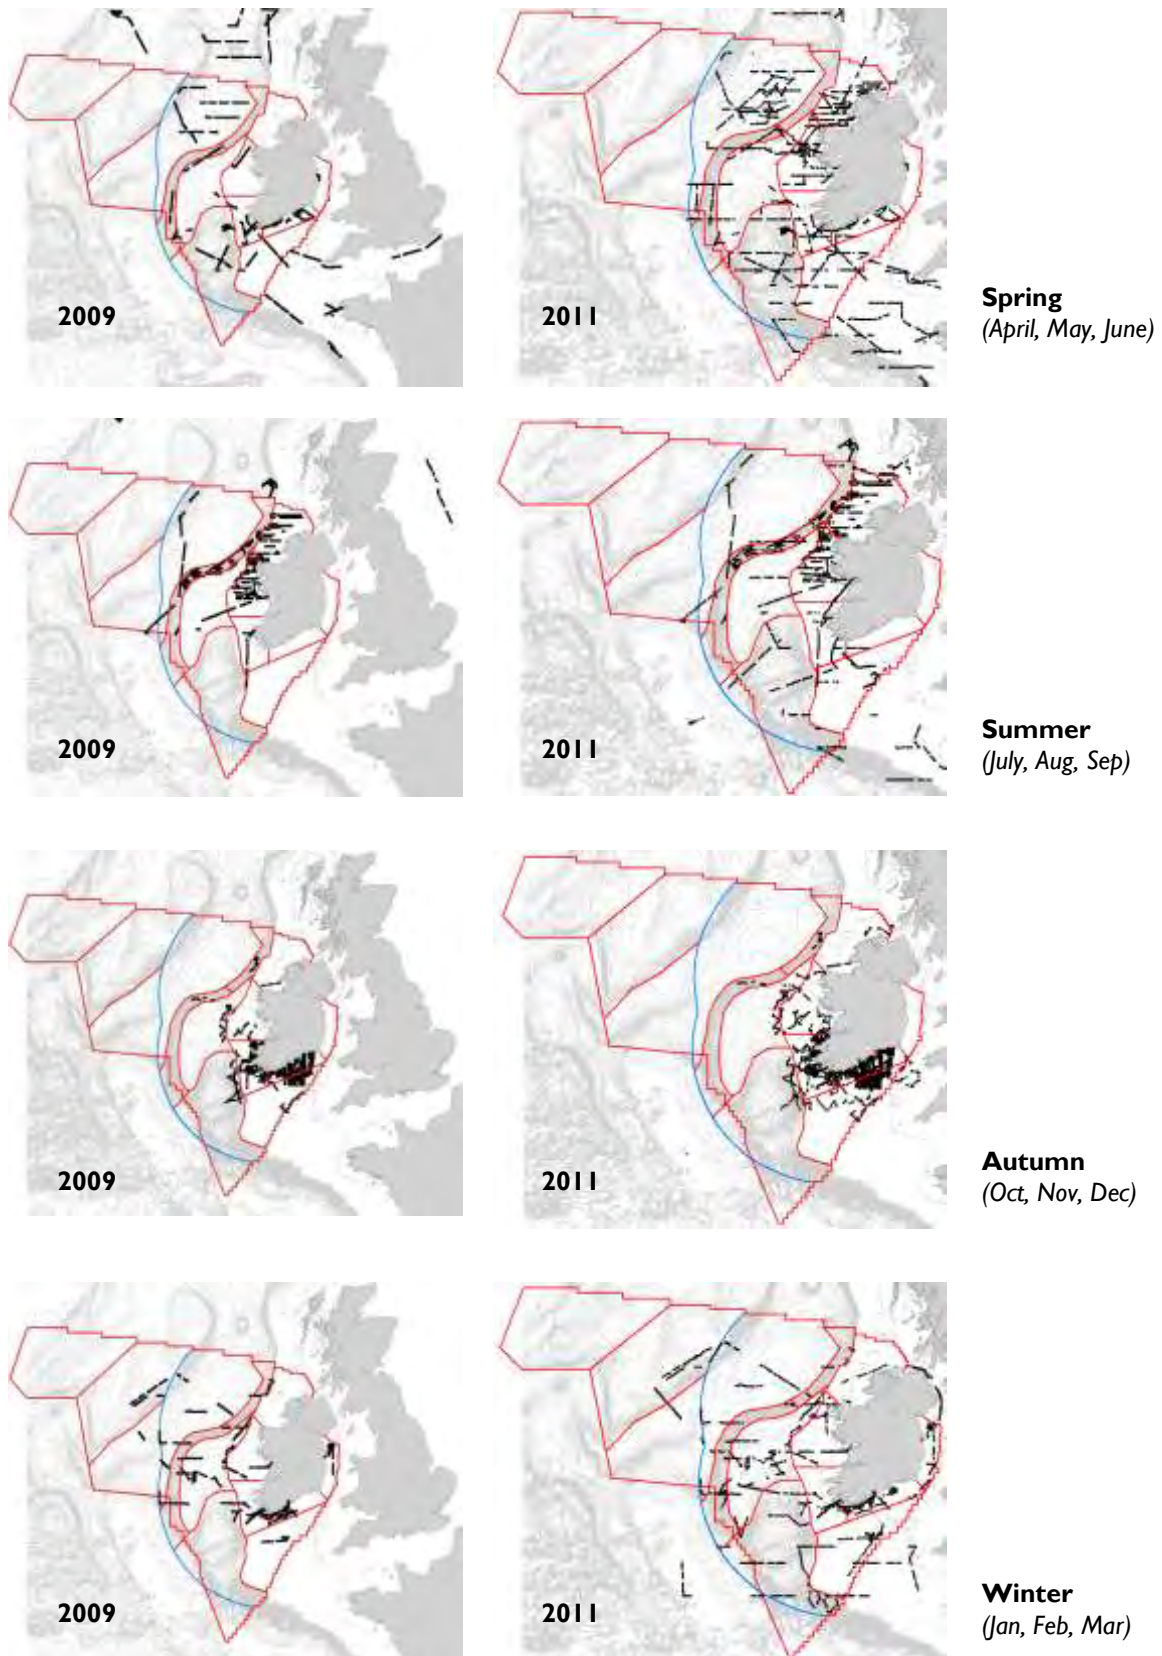 2009
2011
Spring
(April, May, June)
2009
2011
Summer
(July, Aug, Sep)
2009
2011
Autumn
(Oct, Nov, Dec)
2009
2011
Winter
(Jan, Feb, Mar)